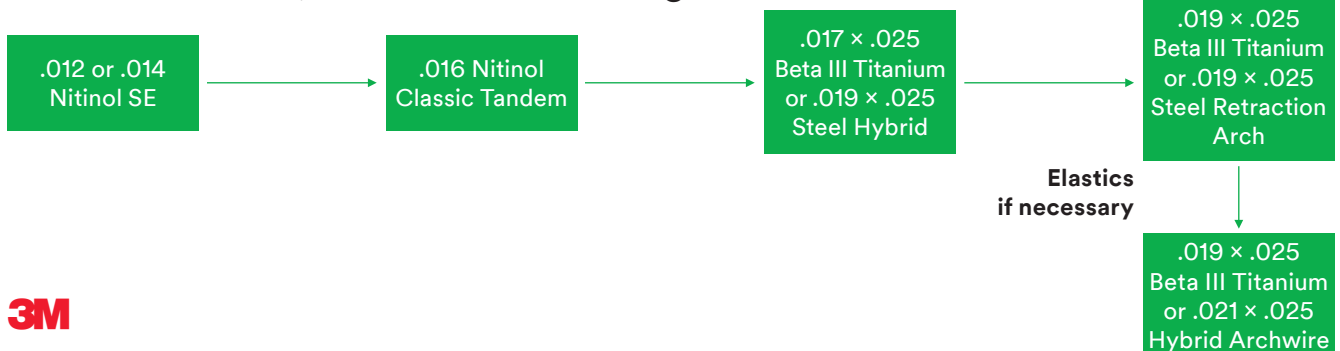 .012 or .014
Nitinol SE
.016 Nitinol
Classic Tandem
.017 × .025
Beta III Titanium
or .019 × .025
Steel Hybrid
.019 × .025
Beta III Titanium
or .019 × .025
Steel Retraction
Arch
Elastics
if necessary
.019 × .025
Beta III Titanium
or .021 × .025
Hybrid Archwire
3M